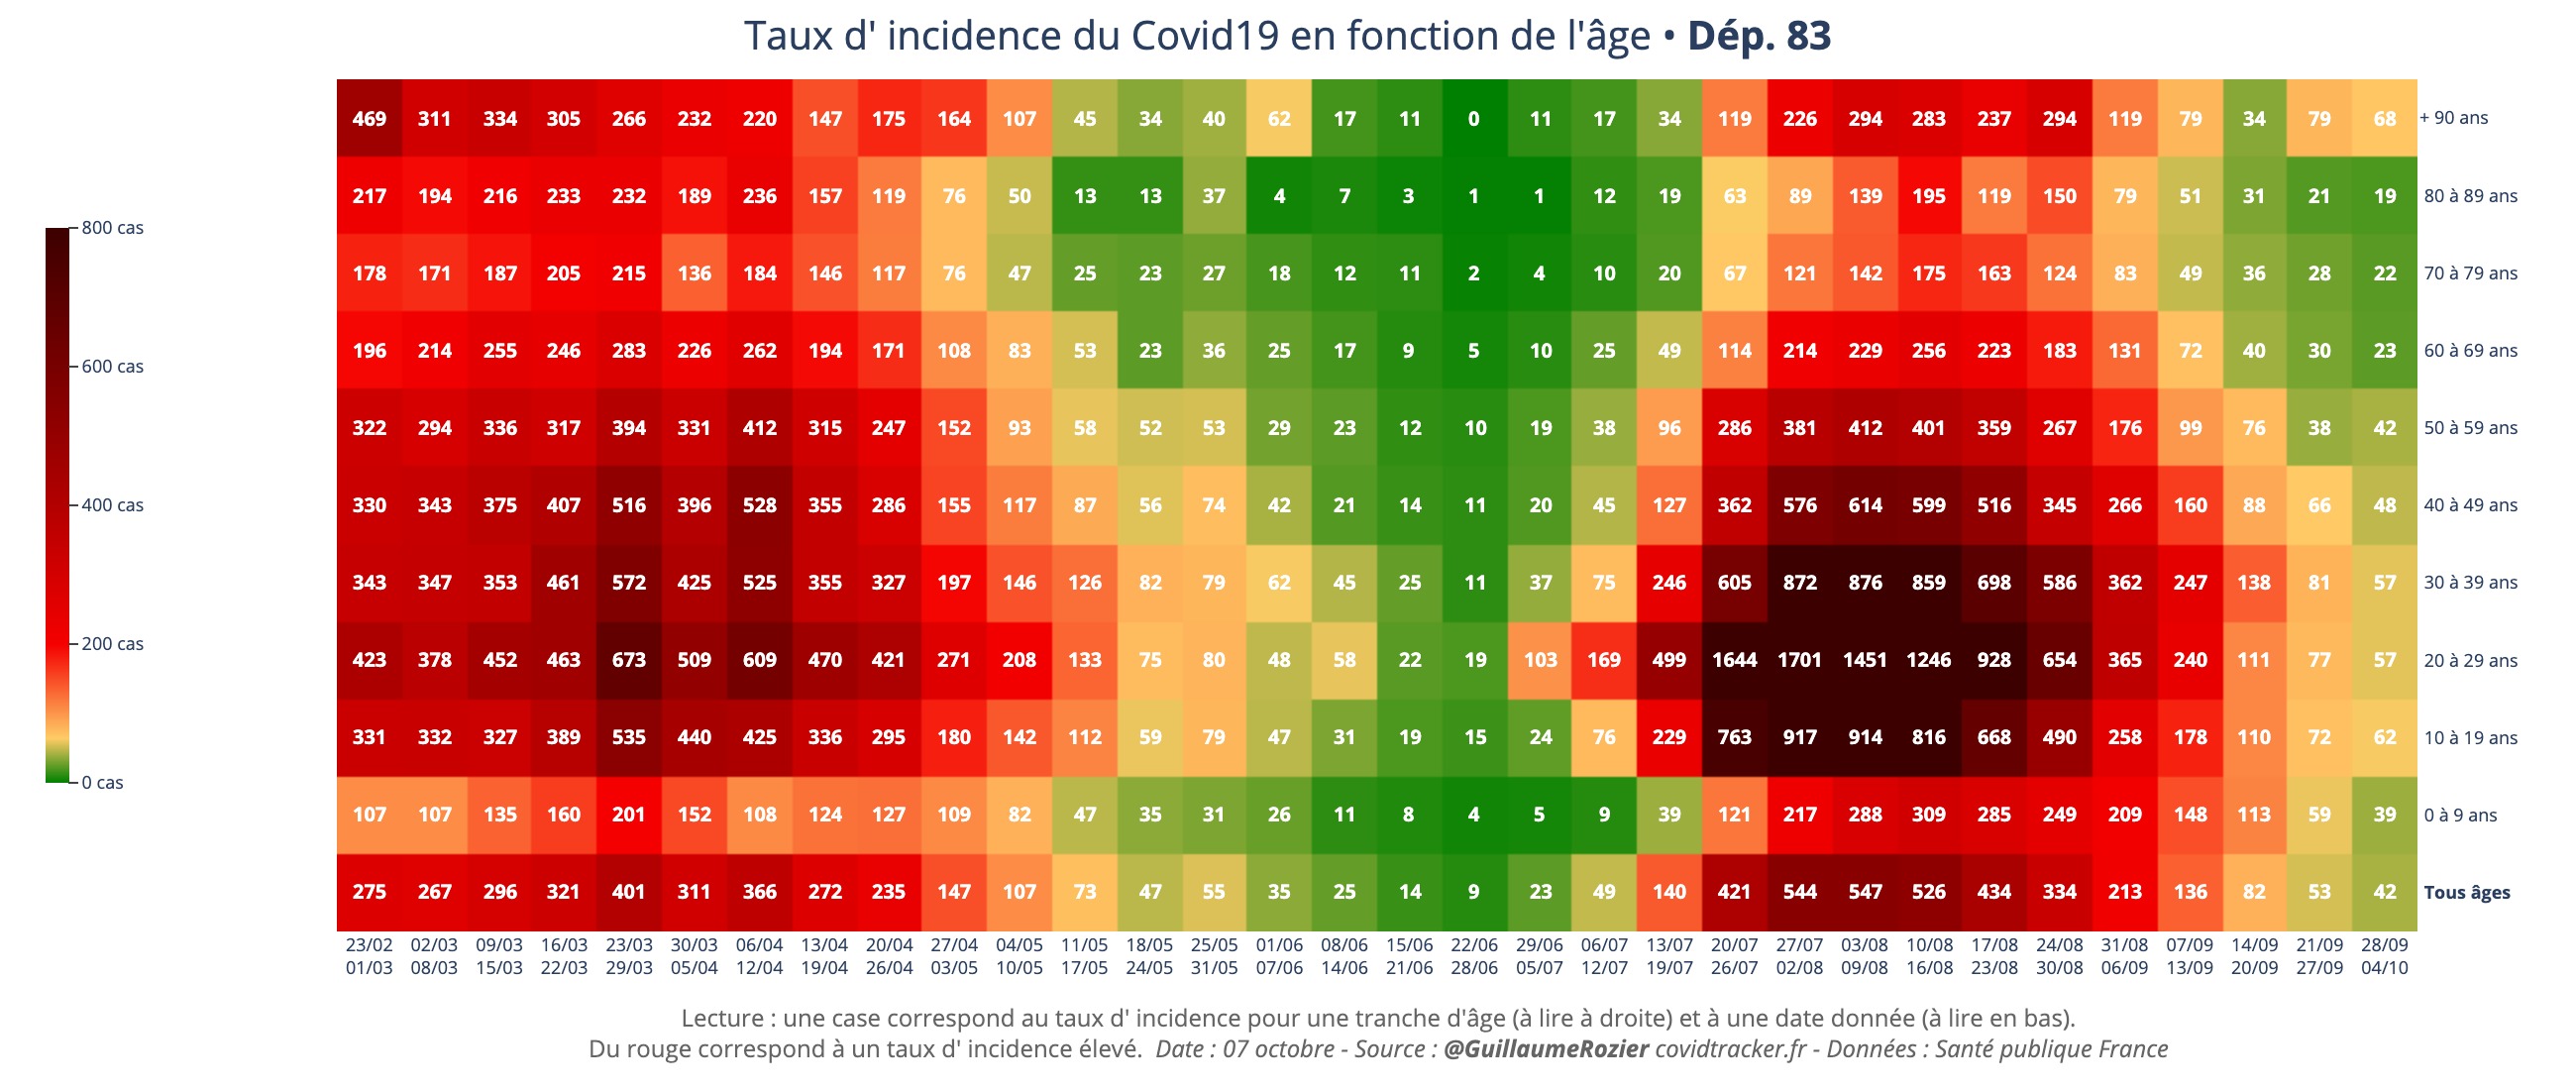 Taux d' incidence du Covid19 en fonction de l'âge • Dép. 83
800 cas
600 cas
400 cas
200 cas
0 cas
469 311 334 305 266 232 220 147 175 164 107 45 34 40 62 17 11 0 11 17 34 119 226 294 283 237 294 119 79 34 79 68 + 90 ans
217 194 216 233 232 189 236 157 119 76 50 13 13 37 4 7 3 1 1 12 19 63 89 139 195 119 150 79 51 31 21 19 80 à 89 ans
178 171 187 205 215 136 184 146 117 76 47 25 23 27 18 12 11 2 4 10 20 67 121 142 175 163 124 83 49 36 28 22 70 à 79 ans
196 214 255 246 283 226 262 194 171 108 83 53 23 36 25 17 9 5 10 25 49 114 214 229 256 223 183 131 72 40 30 23 60 à 69 ans
322 294 336 317 394 331 412 315 247 152 93 58 52 53 29 23 12 10 19 38 96 286 381 412 401 359 267 176 99 76 38 42 50 à 59 ans
330 343 375 407 516 396 528 355 286 155 117 87 56 74 42 21 14 11 20 45 127 362 576 614 599 516 345 266 160 88 66 48 40 à 49 ans
343 347 353 461 572 425 525 355 327 197 146 126 82 79 62 45 25 11 37 75 246 605 872 876 859 698 586 362 247 138 81 57 30 à 39 ans
423 378 452 463 673 509 609 470 421 271 208 133 75 80 48 58 22 19 103 169 499 1644 1701 1451 1246 928 654 365 240 111 77 57 20 à 29 ans
331 332 327 389 535 440 425 336 295 180 142 112 59 79 47 31 19 15 24 76 229 763 917 914 816 668 490 258 178 110 72 62 10 à 19 ans
107 107 135 160 201 152 108 124 127 109 82 47 35 31 26 11 8 4 5 9 39 121 217 288 309 285 249 209 148 113 59 39 0 à 9 ans
275 267 296 321 401 311 366 272 235 147 107 73 47 55 35 25 14 9 23 49 140 421 544 547 526 434 334 213 136 82 53 42 Tous âges
23/02 02/03 09/03 16/03 23/03 30/03 06/04 13/04 20/04 27/04 04/05 11/05 18/05 25/05 01/06 08/06 15/06 22/06 29/06 06/07 13/07 20/07 27/07 03/08 10/08 17/08 24/08 31/08 07/09 14/09 21/09 28/09
01/03 08/03 15/03 22/03 29/03 05/04 12/04 19/04 26/04 03/05 10/05 17/05 24/05 31/05 07/06 14/06 21/06 28/06 05/07 12/07 19/07 26/07 02/08 09/08 16/08 23/08 30/08 06/09 13/09 20/09 27/09 04/10
Lecture : une case correspond au taux d' incidence pour une tranche d'âge (à lire à droite) et à une date donnée (à lire en bas).
Du rouge correspond à un taux d' incidence élevé. Date : 07 octobre - Source : @GuillaumeRozier covidtracker.fr - Données : Santé publique France